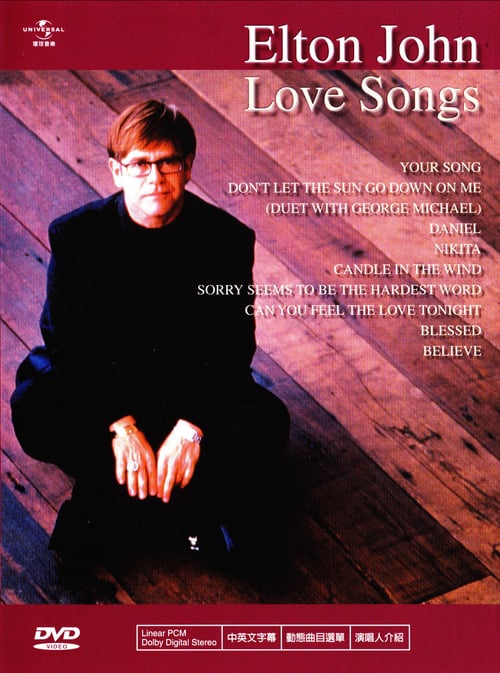 UNIVERSAL
環球音樂
Elton John
Love Songs
YOUR SONG
DON'T LET THE SUN GO DOWN ON ME
(DUET WITH GEORGE MICHAEL)
DANIEL
NIKITA
CANDLE IN THE WIND
SORRY SEEMS TO BE THE HARDEST WORD
CAN YOU FEEL THE LOVE TONIGHT
BLESSED
BELIEVE
DVD
VIDEO
Linear PCM
Dolby Digital Stereo
中英文字幕
動態曲目選單
演唱人介紹